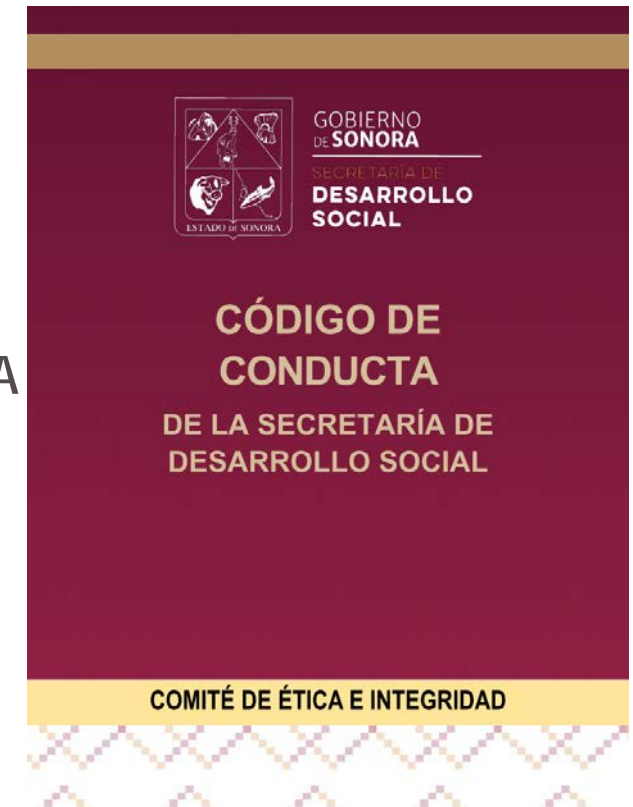 GOBIERNO
DE SONORA
SECRETARÍA DE
DESARROLLO
SOCIAL
ESTADO DE SONORA
CÓDIGO DE
CONDUCTA
A
DE LA SECRETARÍA DE
DESARROLLO SOCIAL
COMITÉ DE ÉTICA E INTEGRIDAD